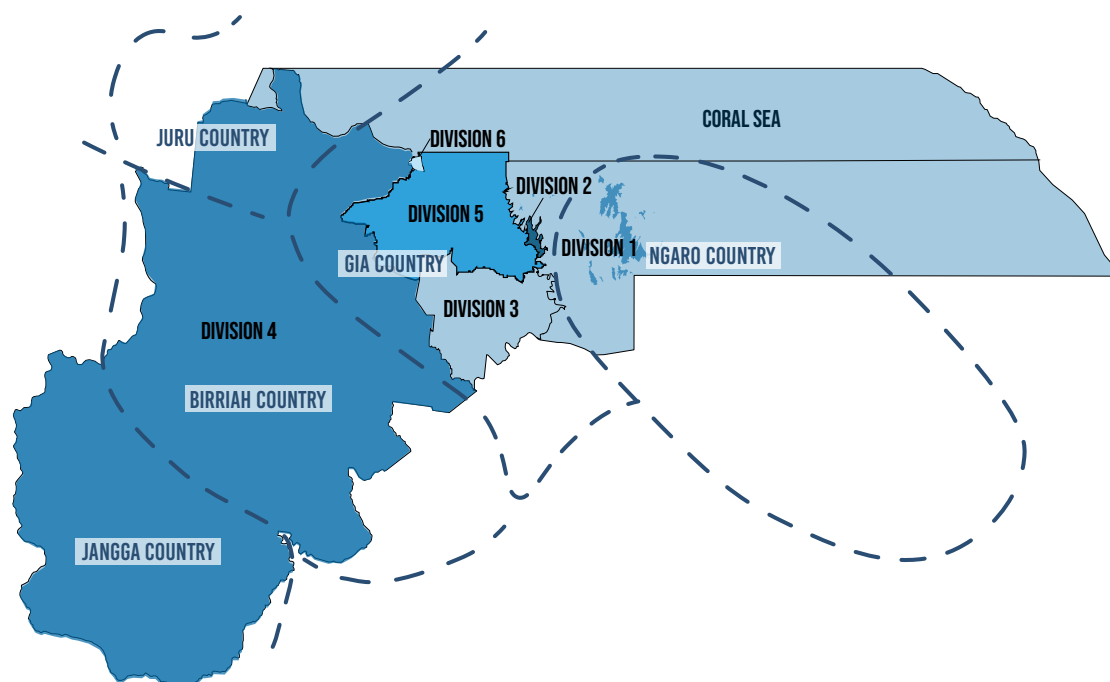 CORAL SEA
JURU COUNTRY
DIVISION 6
DIVISION 2
DIVISION 5
DIVISION 1
NGARO COUNTRY
GIA COUNTRY
DIVISION 3
DIVISION 4
BIRRIAH COUNTRY
JANGGA COUNTRY